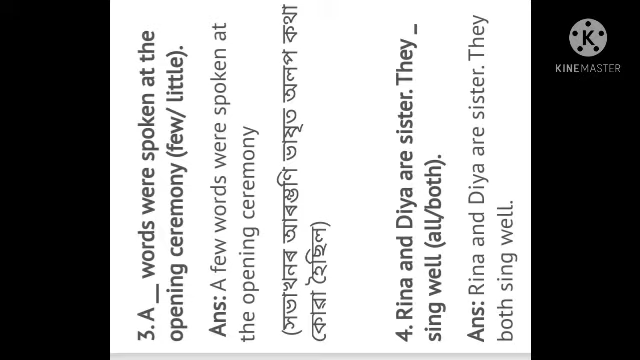 3. A __ words were spoken at the
opening ceremony (few/ little).
Ans: A few words were spoken at
the opening ceremony
(সভাখনৰ আৰম্ভণি ভাষৃত অলপ কথা
কোৱা হৈছিল)
4. Rina and Diya are sister. They _
sing well (all/both).
Ans: Rina and Diya are sister. They
both sing well.
KINEMASTER